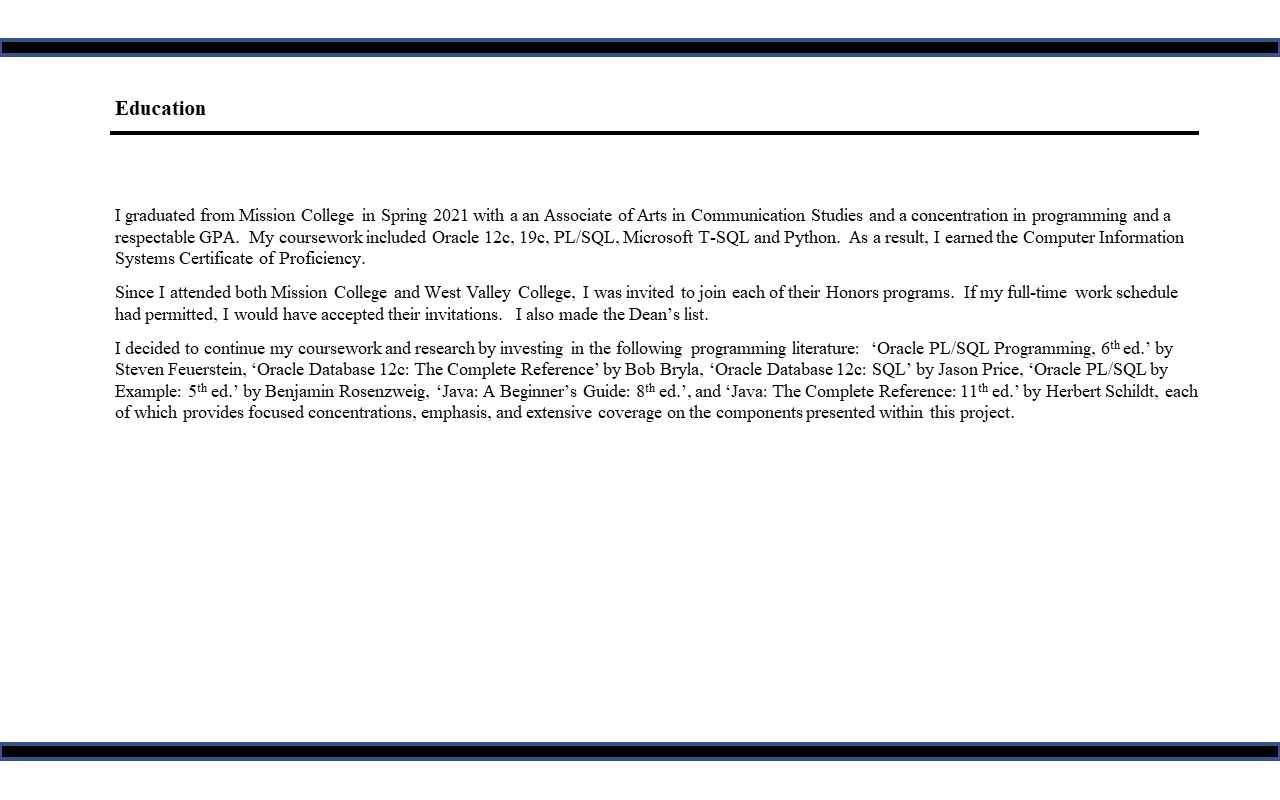 Education
I graduated from Mission College in Spring 2021 with a an Associate of Arts in Communication Studies and a concentration in programming and a
respectable GPA. My coursework included Oracle 12c, 19c, PL/SQL, Microsoft T-SQL and Python. As a result, I earned the Computer Information
Systems Certificate of Proficiency.
Since I attended both Mission College and West Valley College, I was invited to join each of their Honors programs. If my full-time work schedule
had permitted, I would have accepted their invitations. I also made the Dean’s list.
I decided to continue my coursework and research by investing in the following programming literature: ‘Oracle PL/SQL Programming, 6th ed.’ by
Steven Feuerstein, ‘Oracle Database 12c: The Complete Reference’ by Bob Bryla, ‘Oracle Database 12c: SQL’ by Jason Price, ‘Oracle PL/SQL by
Example: 5th ed.’ by Benjamin Rosenzweig, ‘Java: A Beginner’s Guide: 8th ed.’, and ‘Java: The Complete Reference: 11th ed.’ by Herbert Schildt, each
of which provides focused concentrations, emphasis, and extensive coverage on the components presented within this project.